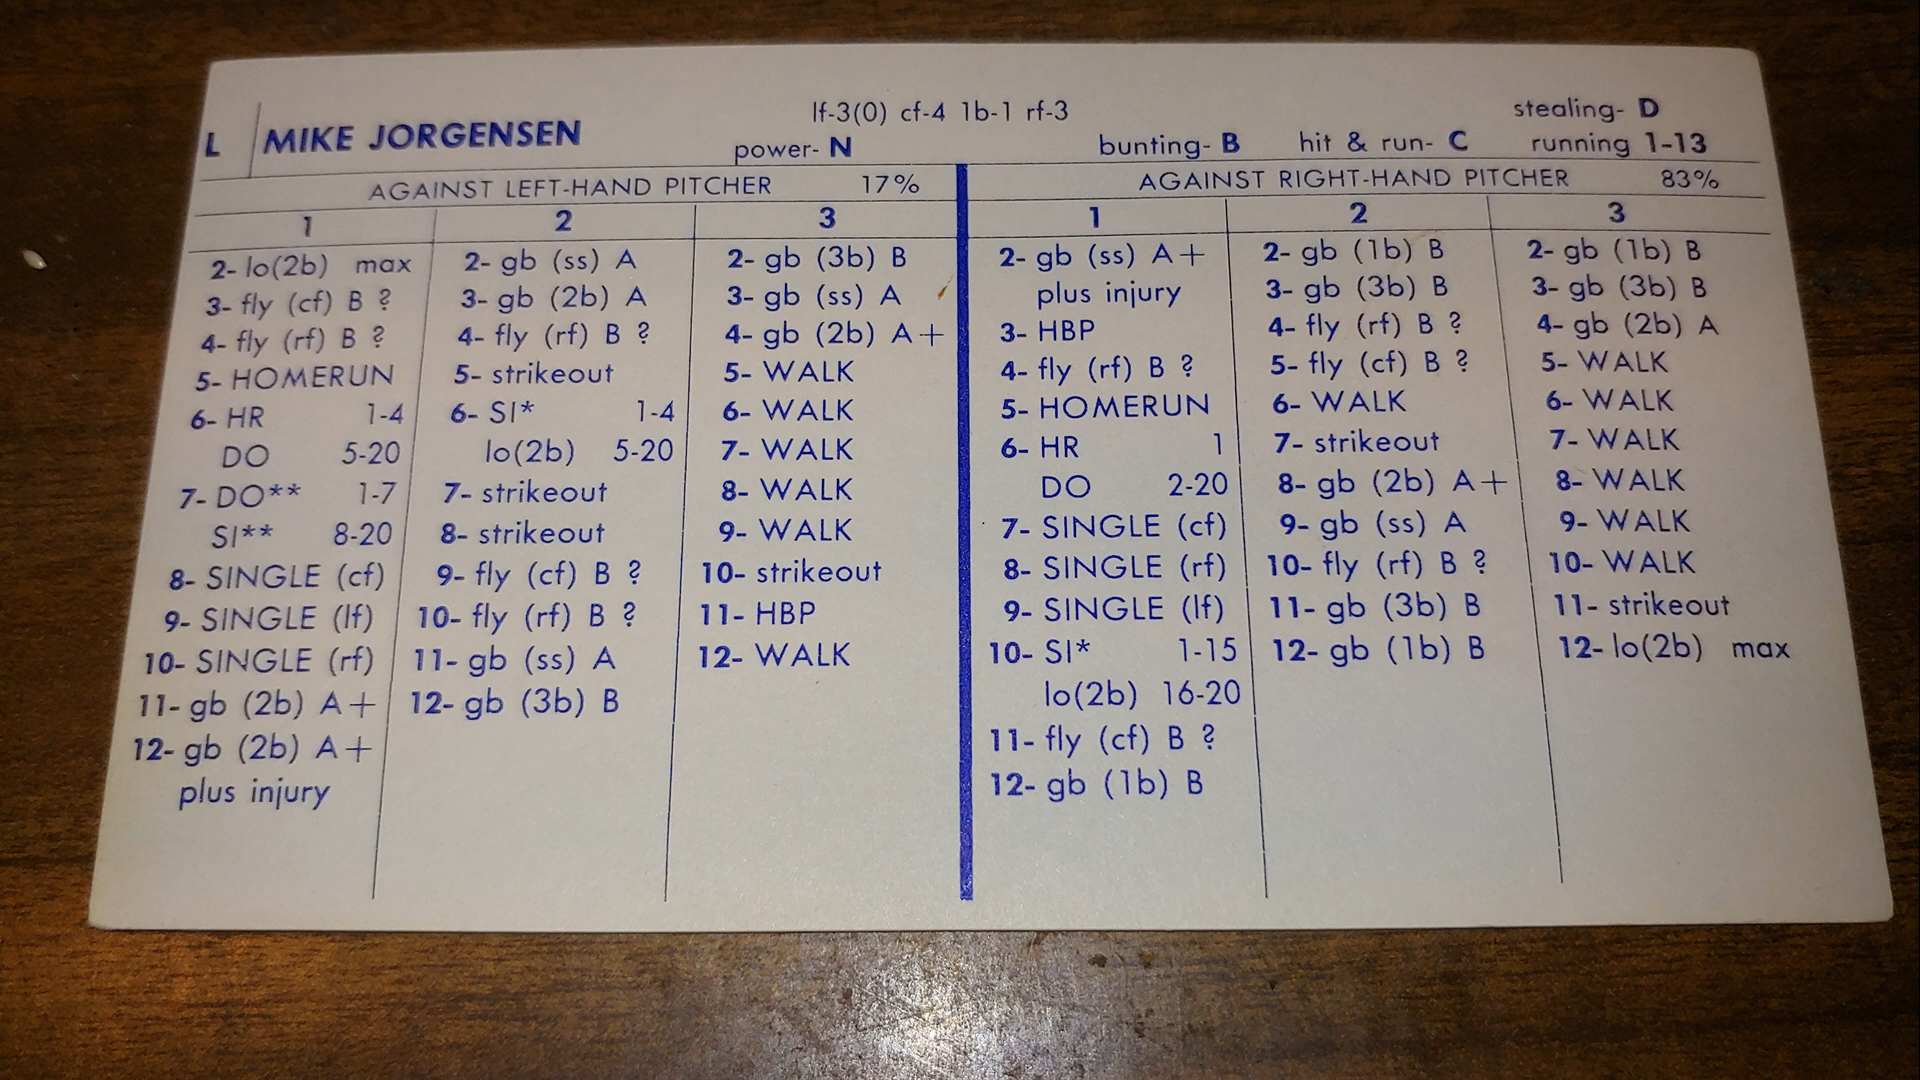 lf-3(0) cf-4 1b-1 rf-3
stealing- D
L MIKE JORGENSEN power- N bunting- B hit & run- C running 1-13
AGAINST LEFT-HAND PITCHER 17%
1 2 3
2- lo(2b) max 2- gb (ss) A 2- gb (3b) B
3- fly (cf) B ? 3- gb (2b) A 3- gb (ss) A
4- fly (rf) B ? 4- fly (rf) B ? 4- gb (2b) A+
5- HOMERUN 5- strikeout 5- WALK
6- HR 1-4 6- SI* 1-4 6- WALK
DO 5-20 lo(2b) 5-20 7- WALK
7- DO** 1-7 7- strikeout 8- WALK
SI** 8-20 8- strikeout 9- WALK
8- SINGLE (cf) 9- fly (cf) B ? 10- strikeout
9- SINGLE (lf) 10- fly (rf) B ? 11- HBP
10- SINGLE (rf) 11- gb (ss) A 12- WALK
11- gb (2b) A+ 12- gb (3b) B
12- gb (2b) A+
plus injury
AGAINST RIGHT-HAND PITCHER 83%
1 2 3
2- gb (ss) A+ 2- gb (1b) B 2- gb (1b) B
plus injury 3- gb (3b) B 3- gb (3b) B
3- HBP 4- fly (rf) B ? 4- gb (2b) A
4- fly (rf) B ? 5- fly (cf) B ? 5- WALK
5- HOMERUN 6- WALK 6- WALK
6- HR 1 7- strikeout 7- WALK
DO 2-20 8- gb (2b) A+ 8- WALK
7- SINGLE (cf) 9- gb (ss) A 9- WALK
8- SINGLE (rf) 10- fly (rf) B ? 10- WALK
9- SINGLE (lf) 11- gb (3b) B 11- strikeout
10- SI* 1-15 12- gb (1b) B 12- lo(2b) max
lo(2b) 16-20
11- fly (cf) B ?
12- gb (1b) B